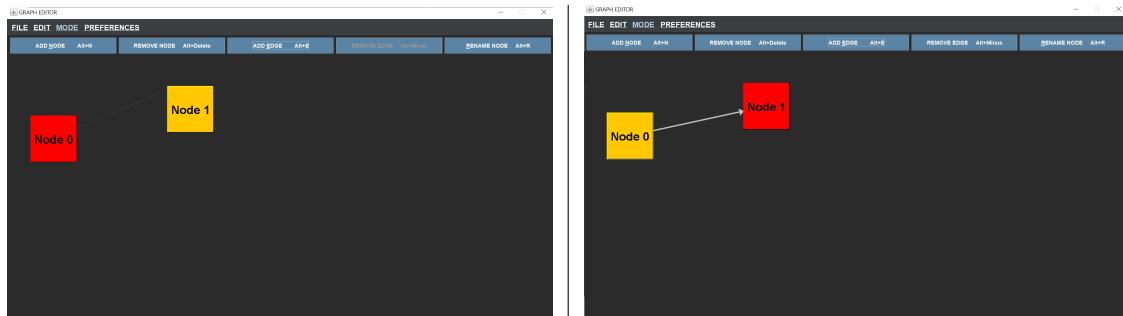 GRAPH EDITOR
FILE EDIT MODE PREFERENCES
ADD NODE Alt+N REMOVE NODE Alt+Delete ADD EDGE Alt+E REMOVE EDGE Alt+Minus RENAME NODE Alt+R
Node 1
Node 0
GRAPH EDITOR
FILE EDIT MODE PREFERENCES
ADD NODE Alt+N REMOVE NODE Alt+Delete ADD EDGE Alt+E REMOVE EDGE Alt+Minus RENAME NODE Alt+R
Node 1
Node 0